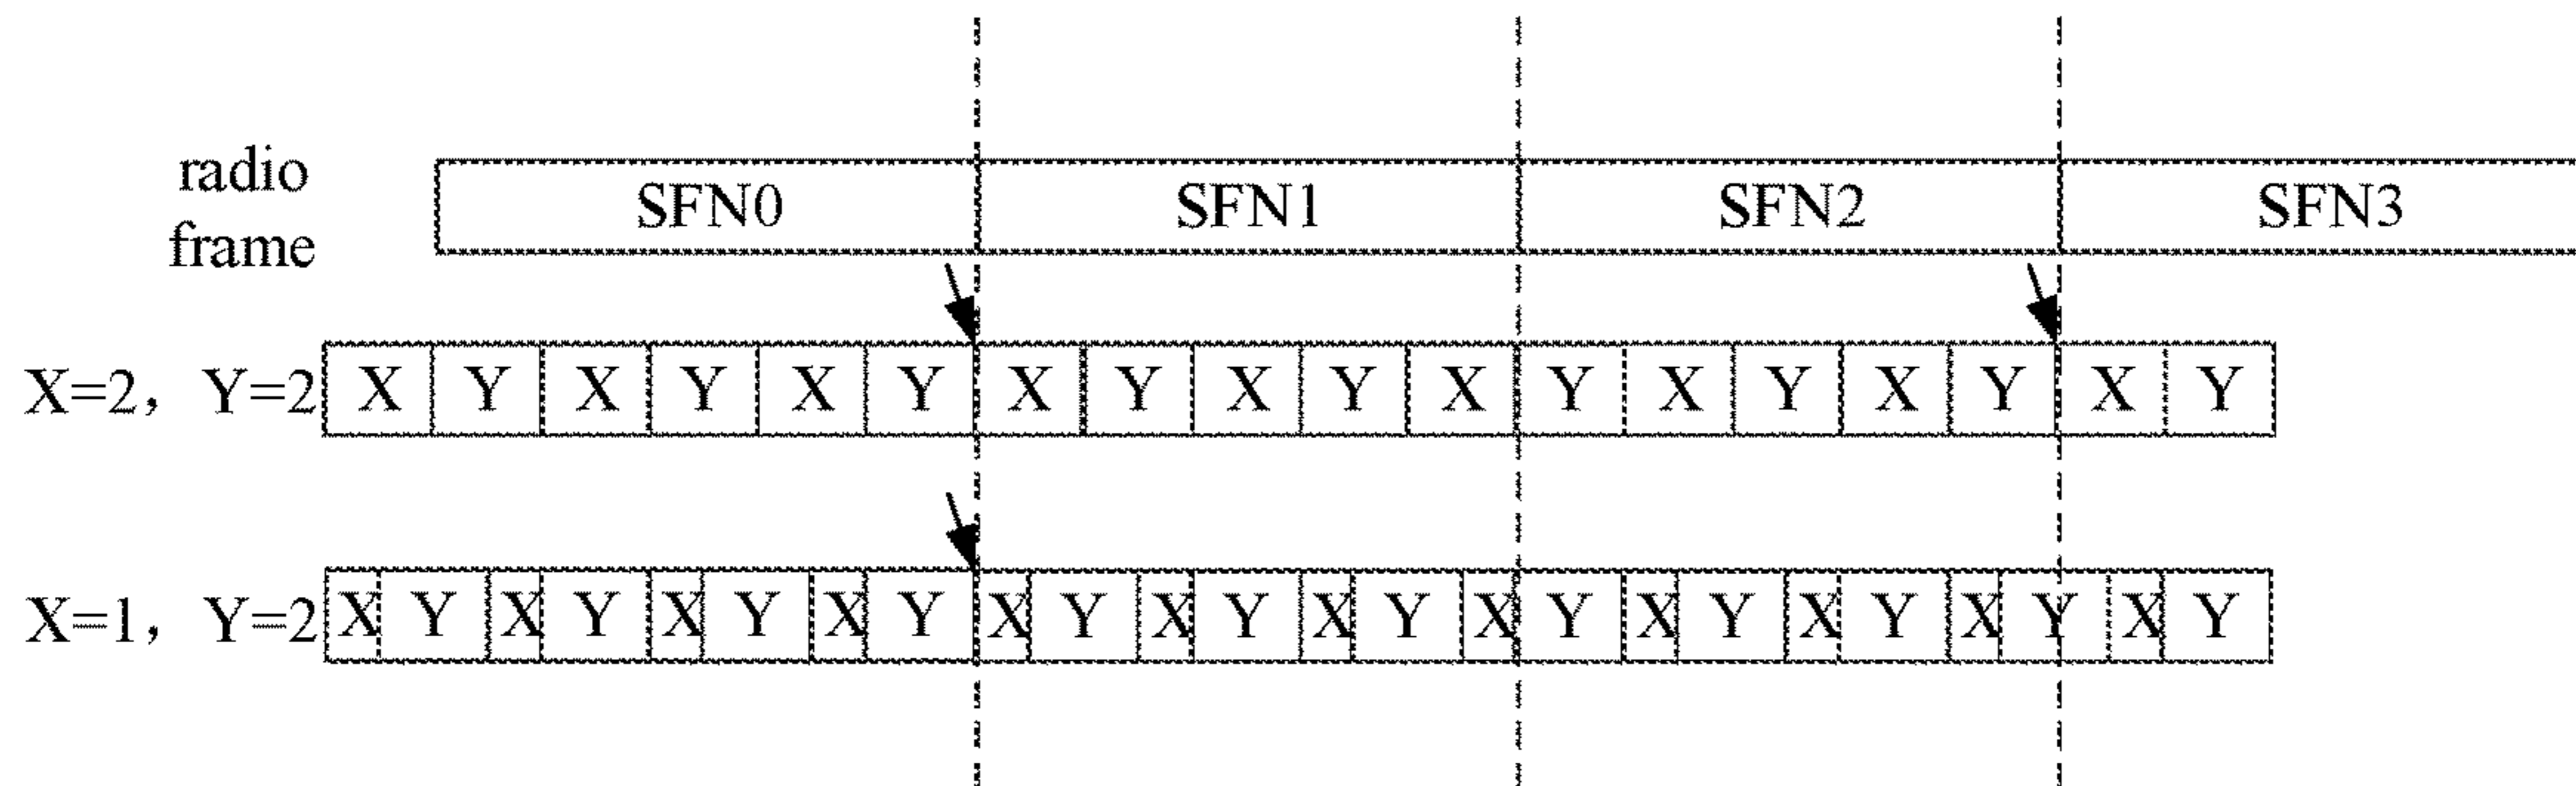 radio
frame
SFN0 SFN1 SFN2 SFN3
X=2, Y=2 X Y X Y X Y X Y X Y X Y X Y X Y X Y
X=1, Y=2 X Y X Y X Y X Y X Y X Y X Y X Y X Y X Y X Y X Y